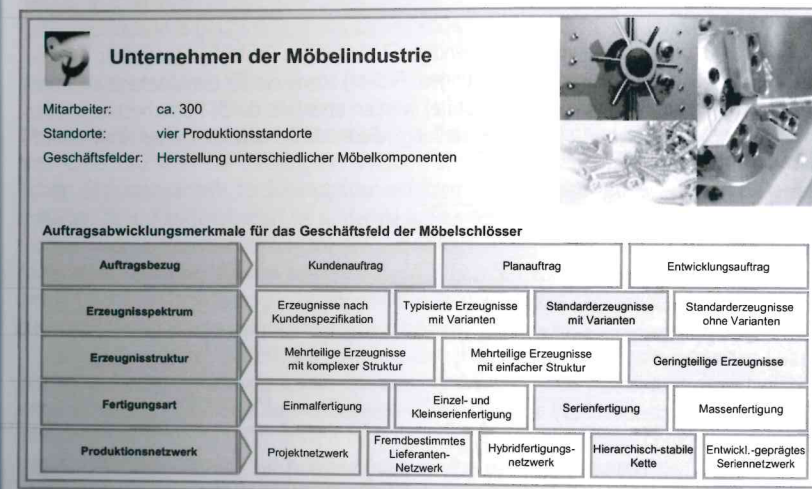 Unternehmen der Möbelindustrie
Mitarbeiter: ca. 300
Standorte: vier Produktionsstandorte
Geschäftsfelder: Herstellung unterschiedlicher Möbelkomponenten
Auftragsabwicklungsmerkmale für das Geschäftsfeld der Möbelschlösser
Auftragsbezug
Kundenauftrag
Planauftrag
Entwicklungsauftrag
Erzeugnisspektrum
Erzeugnisse nach
Kundenspezifikation
Typisierte Erzeugnisse
mit Varianten
Standarderzeugnisse
mit Varianten
Standarderzeugnisse
ohne Varianten
Erzeugnisstruktur
Mehrteilige Erzeugnisse
mit komplexer Struktur
Mehrteilige Erzeugnisse
mit einfacher Struktur
Geringteilige Erzeugnisse
Fertigungsart
Einmalfertigung
Einzel- und
Kleinserienfertigung
Serienfertigung
Massenfertigung
Produktionsnetzwerk
Projektnetzwerk
Fremdbestimmtes
Lieferanten-
Netzwerk
Hybridfertigungs-
netzwerk
Hierarchisch-stabile
Kette
Entwickl.-geprägtes
Seriennetzwerk